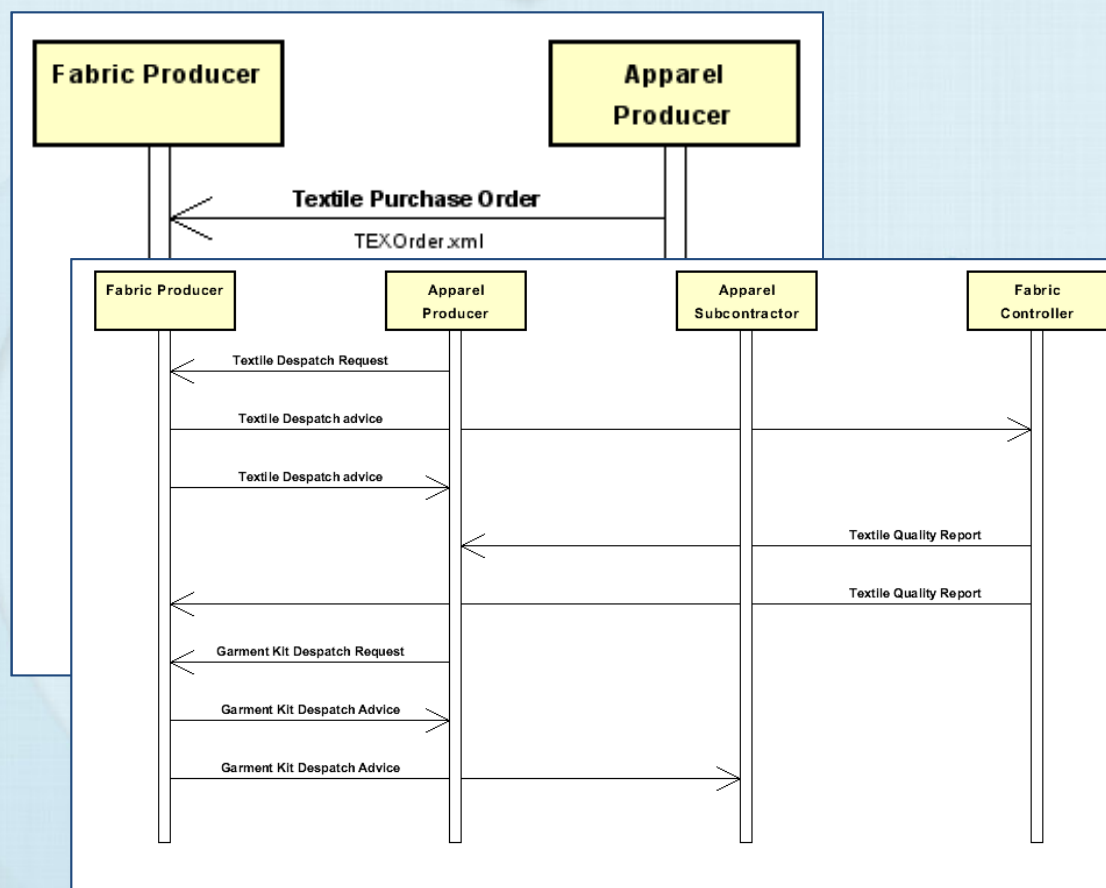 Fabric Producer
Apparel
Producer
Textile Purchase Order
TEXOrder.xml
Fabric Producer
Apparel
Producer
Apparel
Subcontractor
Fabric
Controller
Textile Despatch Request
Textile Despatch advice
Textile Despatch advice
Textile Quality Report
Textile Quality Report
Garment Kit Despatch Request
Garment Kit Despatch Advice
Garment Kit Despatch Advice